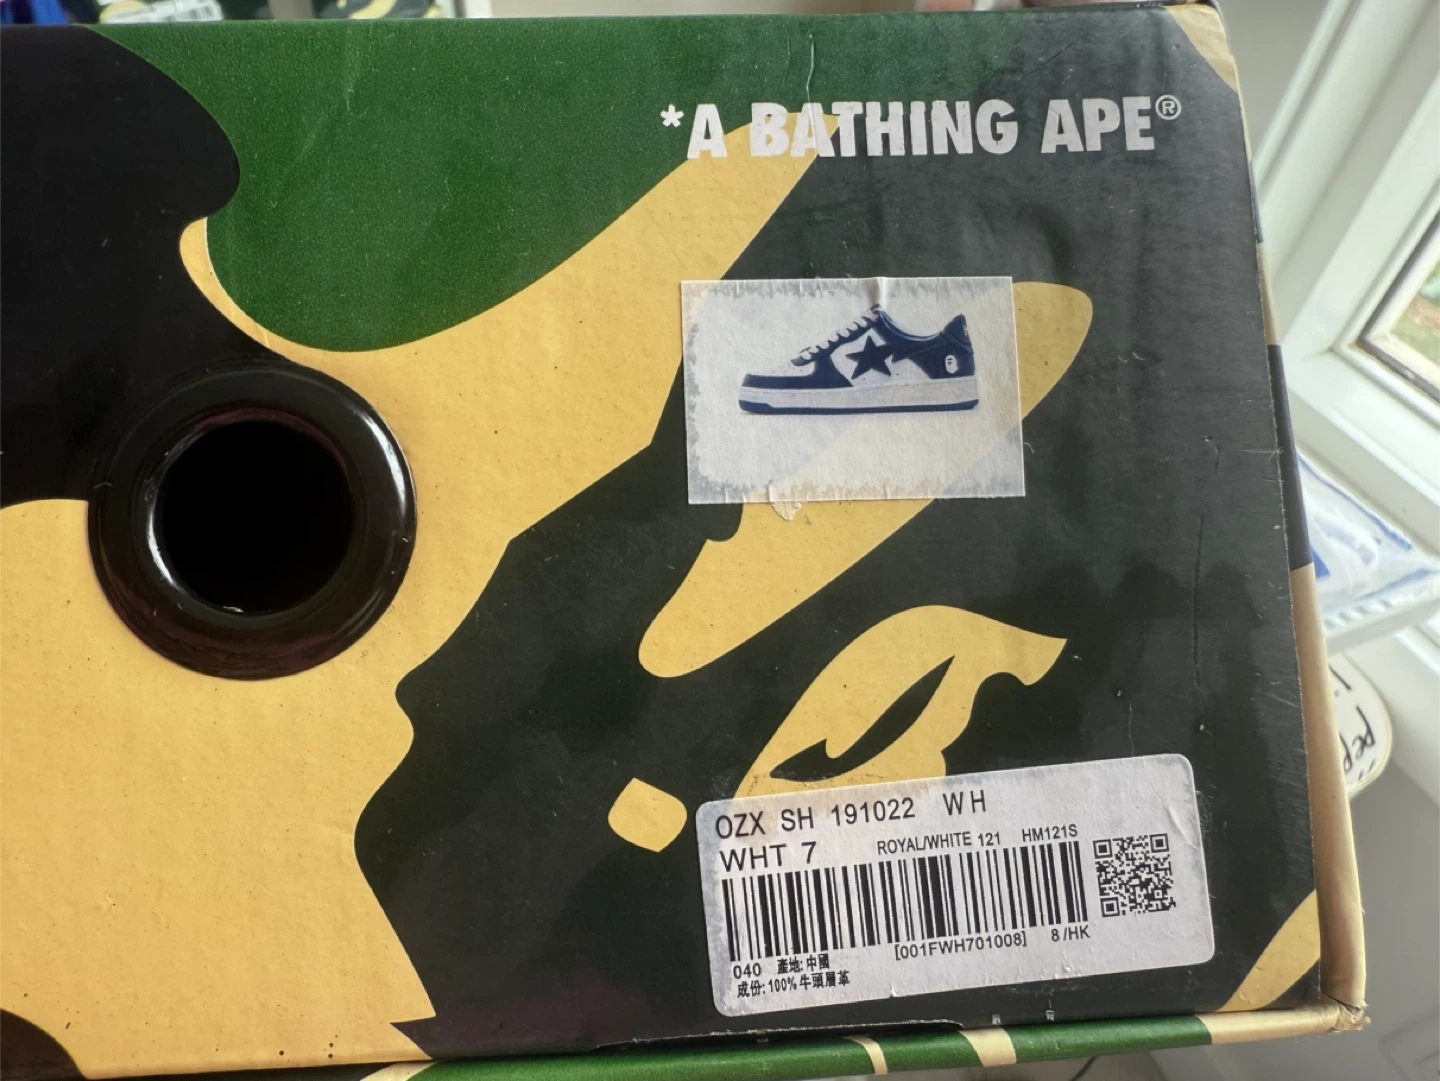 *A BATHING APE®
OZX SH 191022 WH
WHT 7 ROYAL/WHITE 121 HM121S
[001FWH701008] 8/HK
040 產地:中國
成份:100%牛頭層革